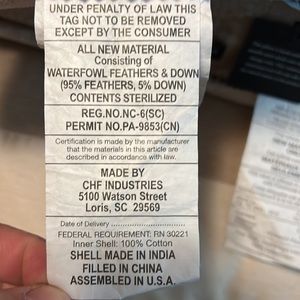 UNDER PENALTY OF LAW THIS
TAG NOT TO BE REMOVED
EXCEPT BY THE CONSUMER
ALL NEW MATERIAL
Consisting of
WATERFOWL FEATHERS & DOWN
(95% FEATHERS, 5% DOWN)
CONTENTS STERILIZED
REG.NO.NC-6(SC)
PERMIT NO.PA-9853(CN)
Certification is made by the manufacturer
that the materials in this article are
described in accordance with law.
MADE BY
CHF INDUSTRIES
5100 Watson Street
Loris, SC 29569
Date of Delivery
FEDERAL REQUIREMENT: RN 30221
Inner Shell: 100% Cotton
SHELL MADE IN INDIA
FILLED IN CHINA
ASSEMBLED IN U.S.A.